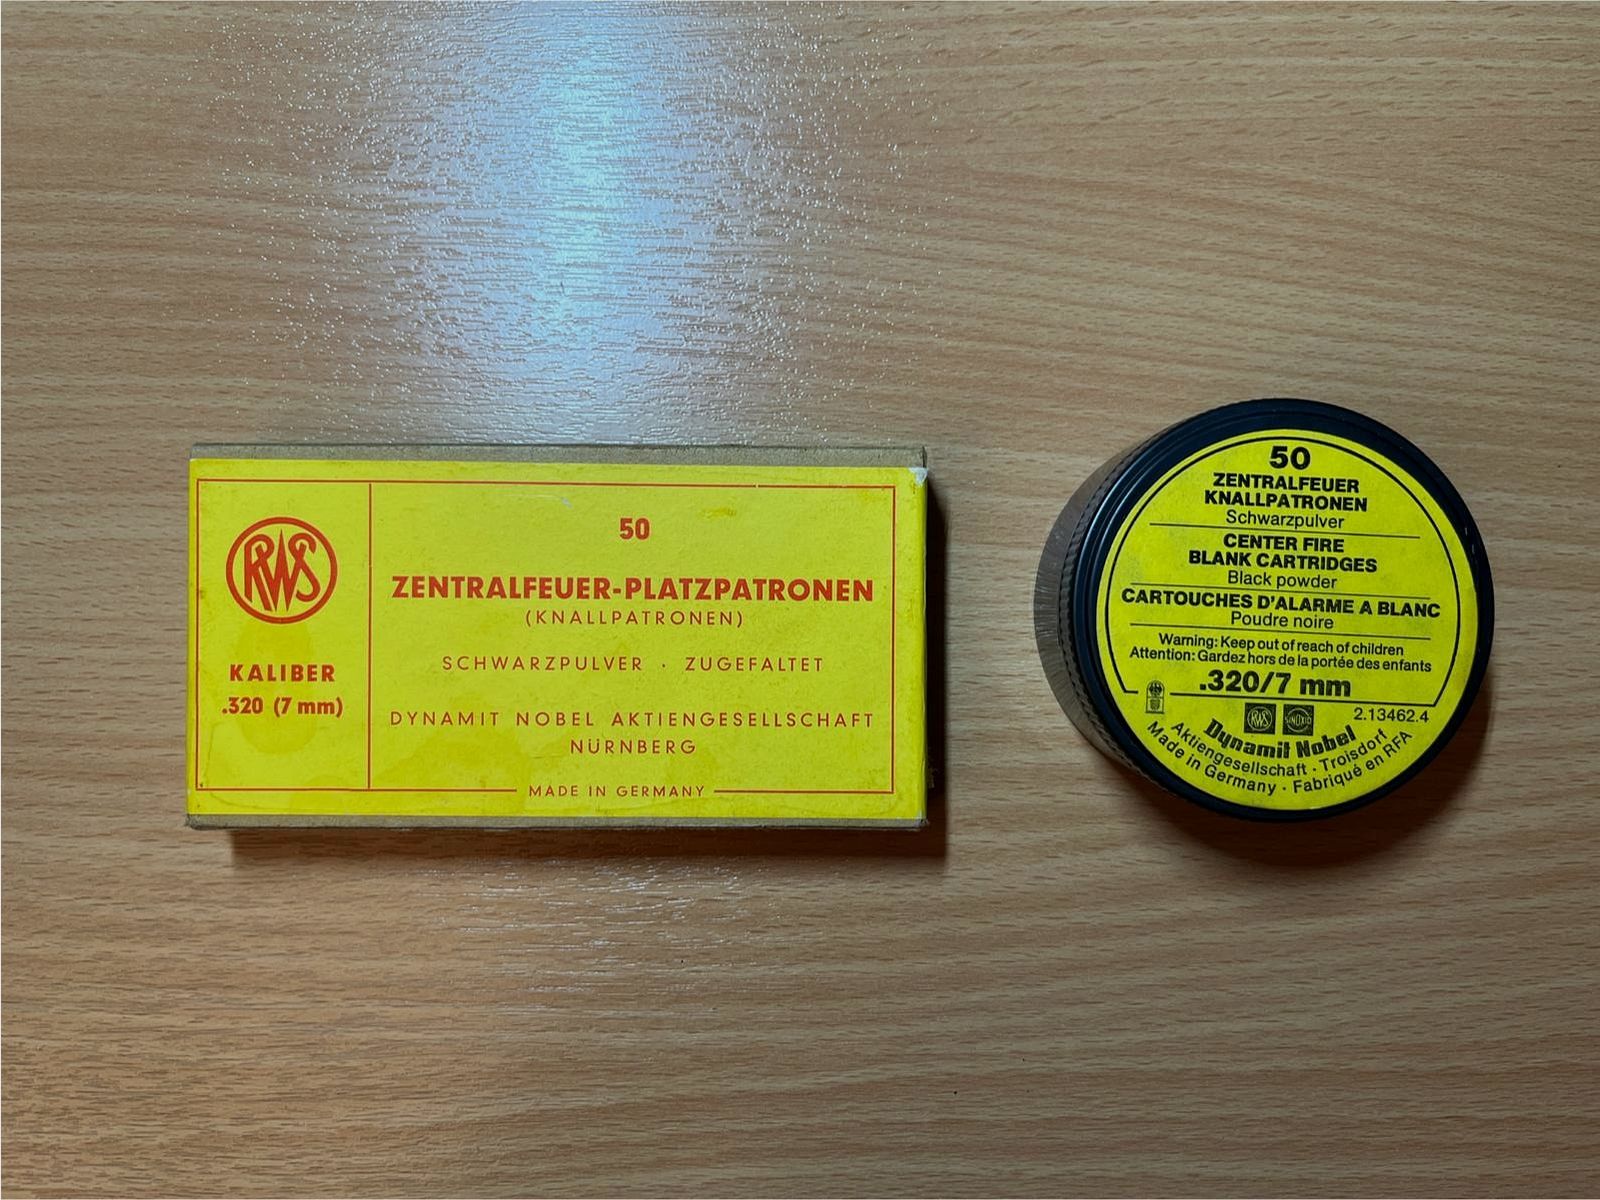 RWS
KALIBER
.320 (7 mm)
50
ZENTRALFEUER-PLATZPATRONEN
(KNALLPATRONEN)
SCHWARZPULVER · ZUGEFALTET
DYNAMIT NOBEL AKTIENGESELLSCHAFT
NÜRNBERG
MADE IN GERMANY
50
ZENTRALFEUER
KNALLPATRONEN
Schwarzpulver
CENTER FIRE
BLANK CARTRIDGES
Black powder
CARTOUCHES D'ALARME A BLANC
Poudre noire
Warning: Keep out of reach of children
Attention: Gardez hors de la portée des enfants
.320/7 mm
RWS SINOXID 2.13462.4
Dynamit Nobel
Aktiengesellschaft · Troisdorf
Made in Germany · Fabriqué en RFA